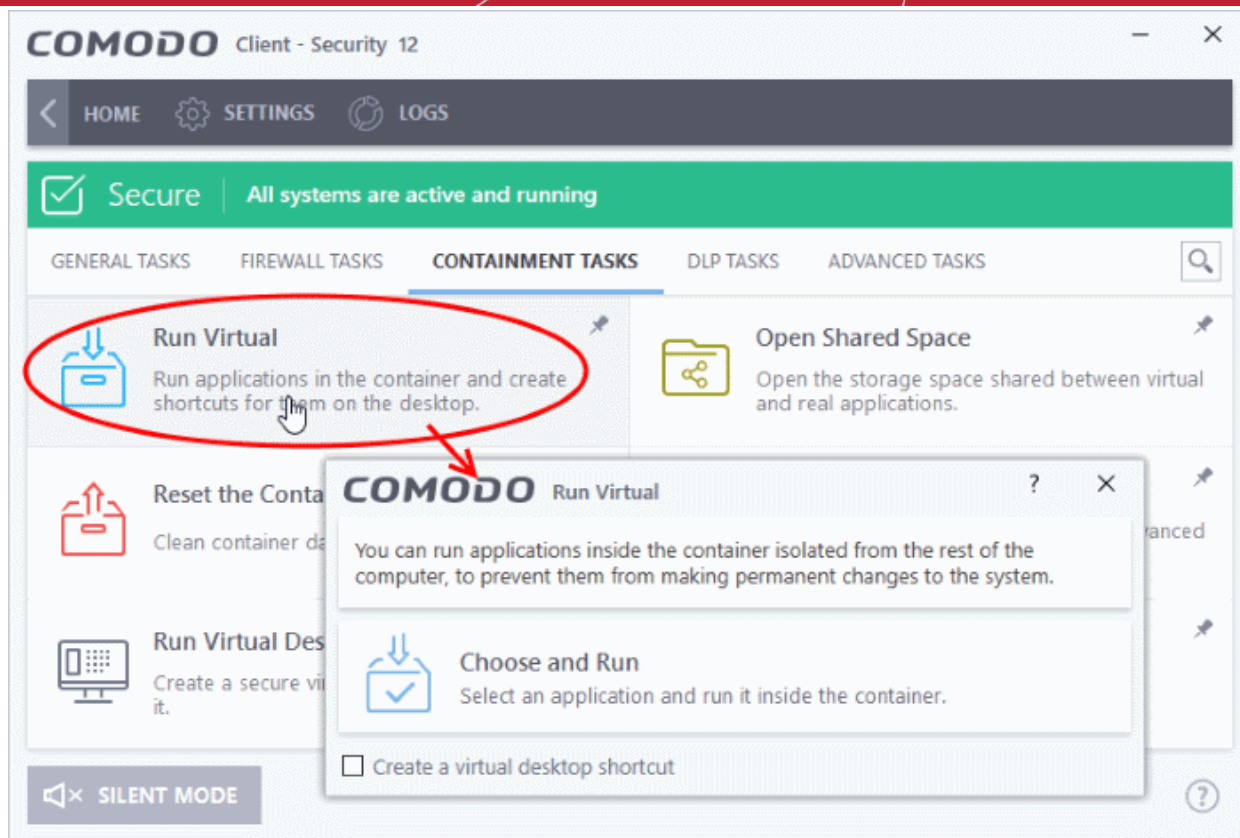 COMODO Client - Security 12
HOME SETTINGS LOGS
Secure All systems are active and running
GENERAL TASKS FIREWALL TASKS CONTAINMENT TASKS DLP TASKS ADVANCED TASKS
Run Virtual
Run applications in the container and create
shortcuts for them on the desktop.
Open Shared Space
Open the storage space shared between virtual
and real applications.
Reset the Conta
Clean container da
Run Virtual Des
Create a secure vi
it.
COMODO Run Virtual ?
You can run applications inside the container isolated from the rest of the
computer, to prevent them from making permanent changes to the system.
Choose and Run
Select an application and run it inside the container.
Create a virtual desktop shortcut
SILENT MODE
?